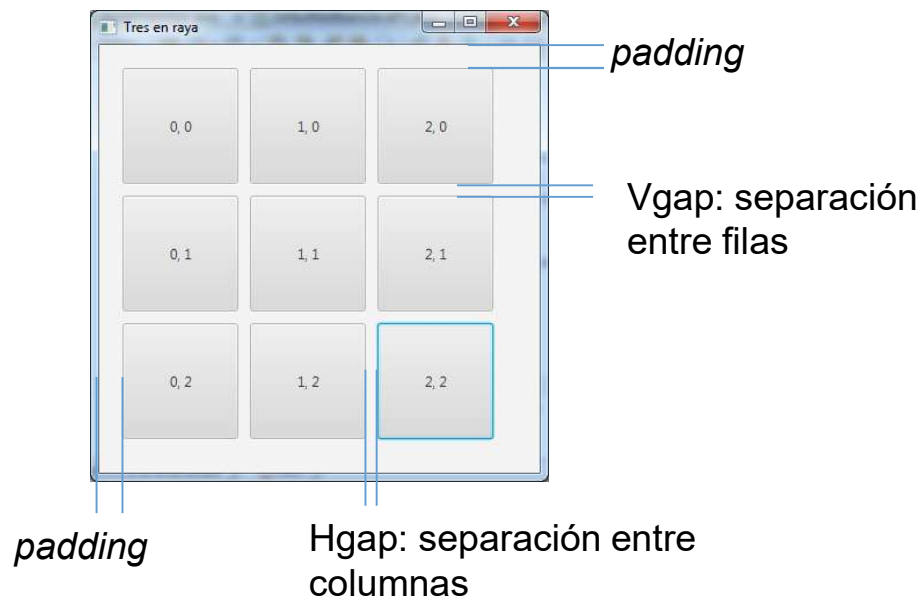 Tres en raya
padding
0, 0
1, 0
2, 0
Vgap: separación
entre filas
0, 1
1, 1
2, 1
0, 2
1, 2
2, 2
padding
Hgap: separación entre
columnas